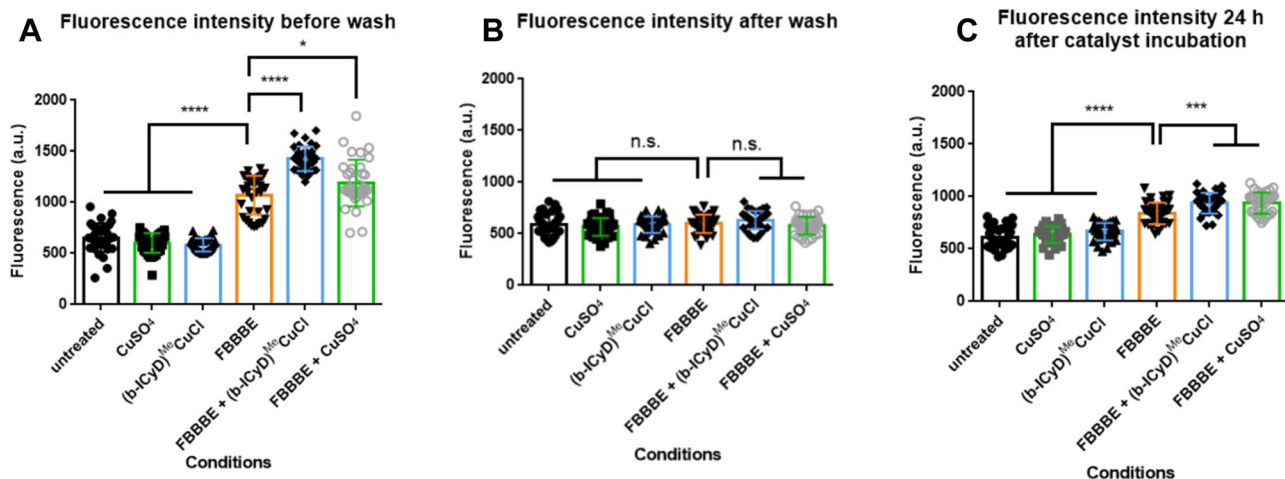 A
Fluorescence intensity before wash
*
****
****
Fluorescence (a.u.)
2000
1500
1000
500
0
untreated
CuSO⁴
(b-ICyD)ᴹᵉCuCl
FBBBE
FBBBE + (b-ICyD)ᴹᵉCuCl
FBBBE + CuSO⁴
Conditions
B
Fluorescence intensity after wash
n.s.
n.s.
Fluorescence (a.u.)
2000
1500
1000
500
0
untreated
CuSO⁴
(b-ICyD)ᴹᵉCuCl
FBBBE
FBBBE + (b-ICyD)ᴹᵉCuCl
FBBBE + CuSO⁴
Conditions
C
Fluorescence intensity 24 h
after catalyst incubation
****
***
Fluorescence (a.u.)
2000
1500
1000
500
0
untreated
CuSO⁴
(b-ICyD)ᴹᵉCuCl
FBBBE
FBBBE + (b-ICyD)ᴹᵉCuCl
FBBBE + CuSO⁴
Conditions